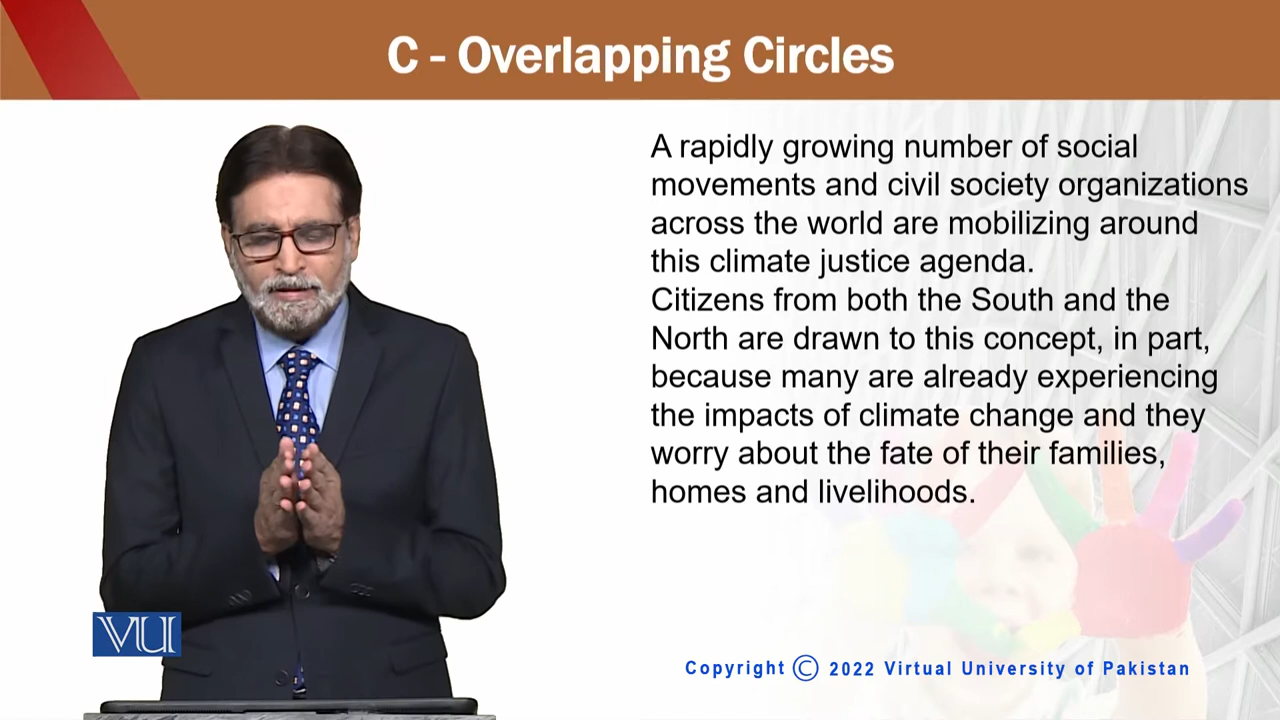 C - Overlapping Circles
A rapidly growing number of social
movements and civil society organizations
across the world are mobilizing around
this climate justice agenda.
Citizens from both the South and the
North are drawn to this concept, in part,
because many are already experiencing
the impacts of climate change and they
worry about the fate of their families,
homes and livelihoods.
VU
Copyright © 2022 Virtual University of Pakistan